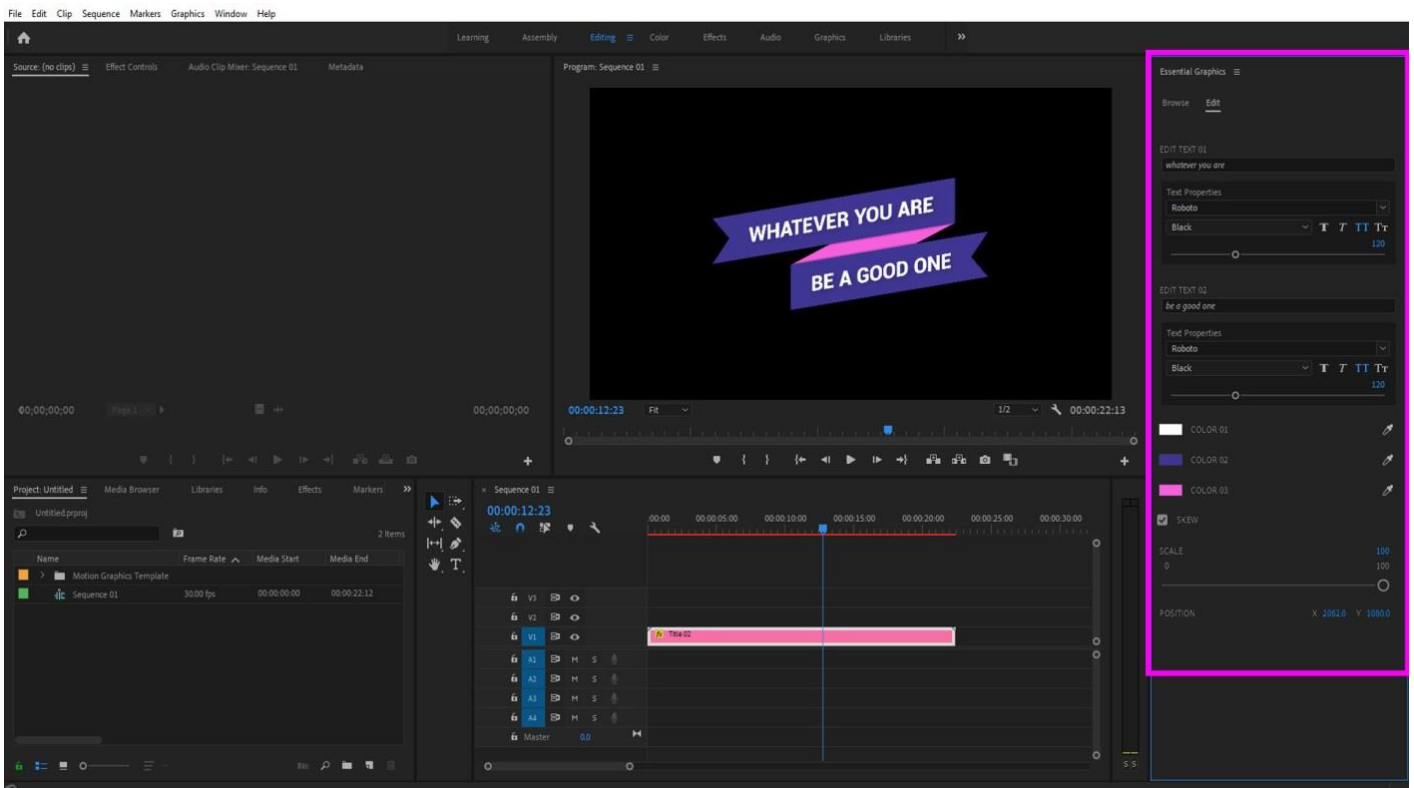 File Edit Clip Sequence Markers Graphics Window Help
Learning Assembly Editing Color Effects Audio Graphics Libraries
Source: (no clips) Effect Controls Audio Clip Mixer: Sequence 01 Metadata
Program: Sequence 01
Essential Graphics
Browse Edit
EDIT TEXT 01
whatever you are
Text Properties
Roboto
Black T T TT TT
120
WHATEVER YOU ARE
BE A GOOD ONE
EDIT TEXT 02
be a good one
Text Properties
Roboto
Black T T TT TT
120
COLOR 01
COLOR 02
COLOR 03
SKEW
SCALE 100
0 100
POSITION X 2062.0 Y 1080.0
00;00;00;00 Page 1 00;00;00;00
00:00:12:23 Fit 1/2 00:00:22:13
Project: Untitled Media Browser Libraries Info Effects Markers
Untitled.prproj
2 Items
Name Frame Rate Media Start Media End
Motion Graphics Template
Sequence 01 30.00 fps 00:00:00:00 00:00:22:12
Sequence 01
00:00:12:23
:00:00 00:00:05:00 00:00:10:00 00:00:15:00 00:00:20:00 00:00:25:00 00:00:30:00
V3
V2
V1 fx Title 02
A1 M S
A2 M S
A3 M S
A4 M S
Master 0.0
S S